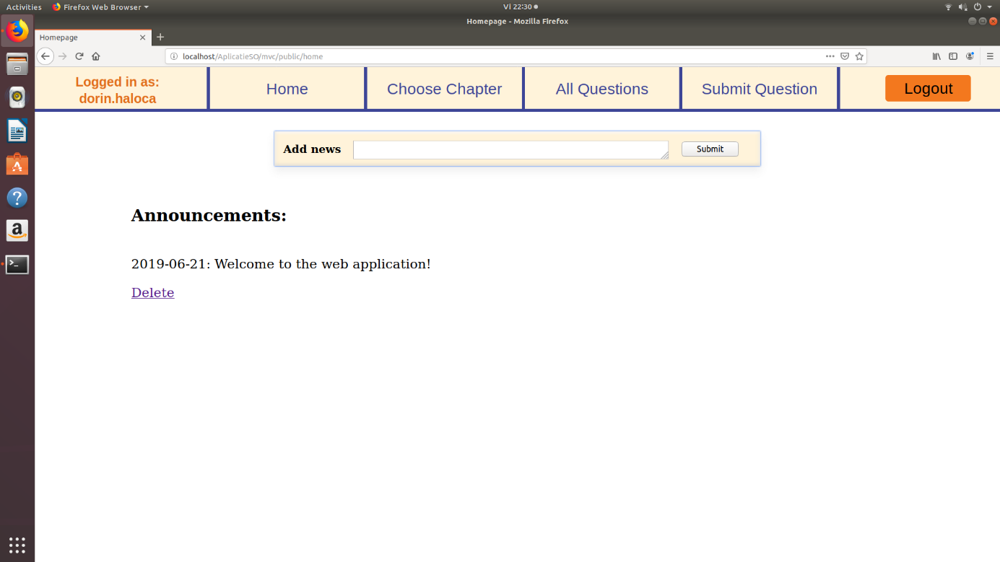 Activities Firefox Web Browser Vi 22:30
Homepage - Mozilla Firefox
Homepage
localhost/AplicatieSO/mvc/public/home
Logged in as:
dorin.haloca
Home
Choose Chapter
All Questions
Submit Question
Logout
Add news
Submit
Announcements:
2019-06-21: Welcome to the web application!
Delete